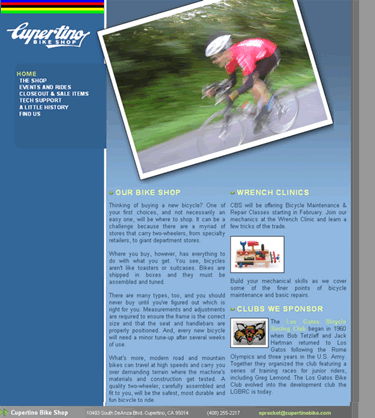 Cupertino
BIKE SHOP
HOME
THE SHOP
EVENTS AND RIDES
CLOSEOUT & SALE ITEMS
TECH SUPPORT
A LITTLE HISTORY
FIND US
OUR BIKE SHOP
Thinking of buying a new bicycle? One of
your first choices, and not necessarily an
easy one, will be where to shop. It can be a
challenge because there are a myriad of
stores that carry two-wheelers, from specialty
retailers, to giant department stores.
Where you buy, however, has everything to
do with what you get. You see, bicycles
aren't like toasters or suitcases. Bikes are
shipped in boxes and they must be
assembled and tuned.
There are many types, too, and you should
never buy until you've figured out which is
right for you. Measurements and adjustments
are required to ensure the frame is the correct
size and that the seat and handlebars are
properly positioned. And, every new bicycle
will need a minor tune-up after several weeks
of use.
What's more, modern road and mountain
bikes can travel at high speeds and carry you
over demanding terrain where the machine's
materials and construction get tested. A
quality two-wheeler, carefully assembled and
fit to you, will be the safest, most durable and
fun bicycle to ride.
WRENCH CLINICS
CBS will be offering Bicycle Maintenance &
Repair Classes starting in February. Join our
mechanics at the Wrench Clinic and learn a
few tricks of the trade.
Build your mechanical skills as we cover
some of the finer points of bicycle
maintenance and basic repairs.
CLUBS WE SPONSOR
The Los Gatos Bicycle
Racing Club began in 1960
when Bob Tetzlaff and Jack
Hartman returned to Los
Gatos following the Rome
Olympics and three years in the U.S. Army.
Together they organized the club featuring a
series of training races for junior riders,
including Greg Lemond. The Los Gatos Bike
Club evolved into the development club the
LGBRC is today.
Cupertino Bike Shop 10493 South DeAnza Blvd. Cupertino, CA 95014 (408) 255-2217 sprocket@cupertinobike.com